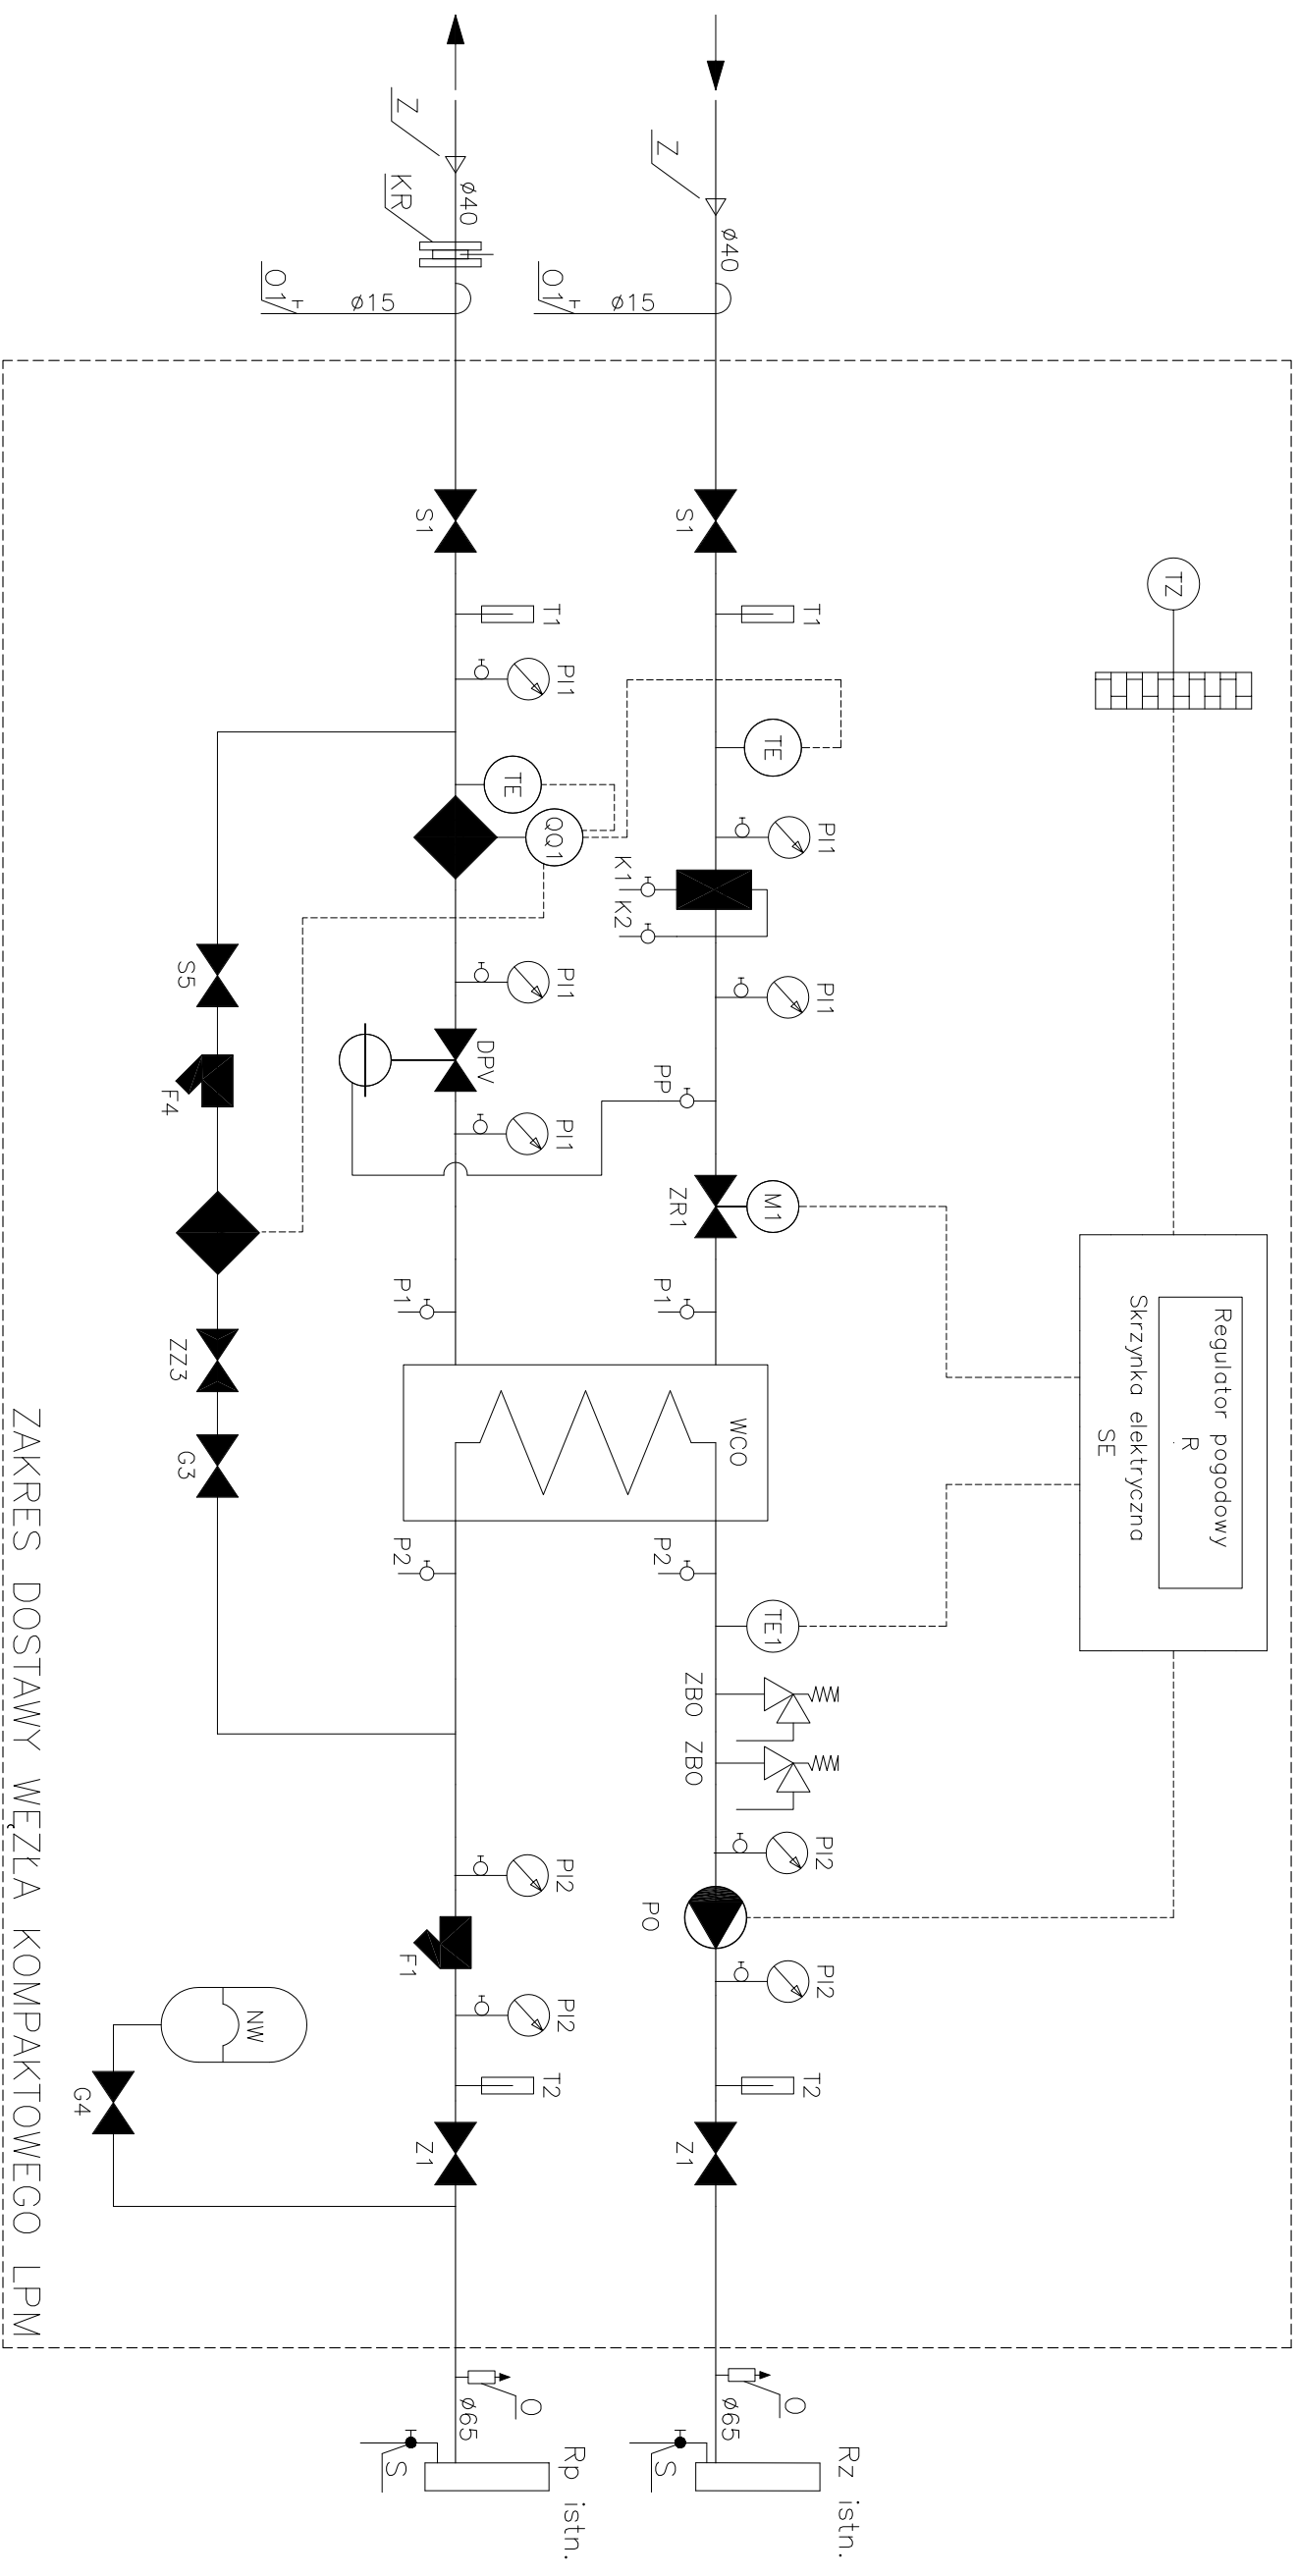 TZ
Regulator pogodowy
R
Skrzynka elektryczna
SE
Rz istn.
T1
PI1
PI1
PI2
PI2
T2
O
TE
M1
TE1
Z
ø40
WCO
ø65
S1
K1
K2
PP
ZR1
P1
P2
ZBO
ZBO
PO
Z1
S
O1
ø15
Rp istn.
T1
PI1
TE
QQ1
PI1
PI1
PI2
PI2
T2
O
Z
ø40
KR
DPV
ø65
S1
P1
P2
F1
Z1
S
O1
ø15
S5
F4
ZZ3
G3
NW
G4
ZAKRES DOSTAWY WĘZŁA KOMPAKTOWEGO LPM